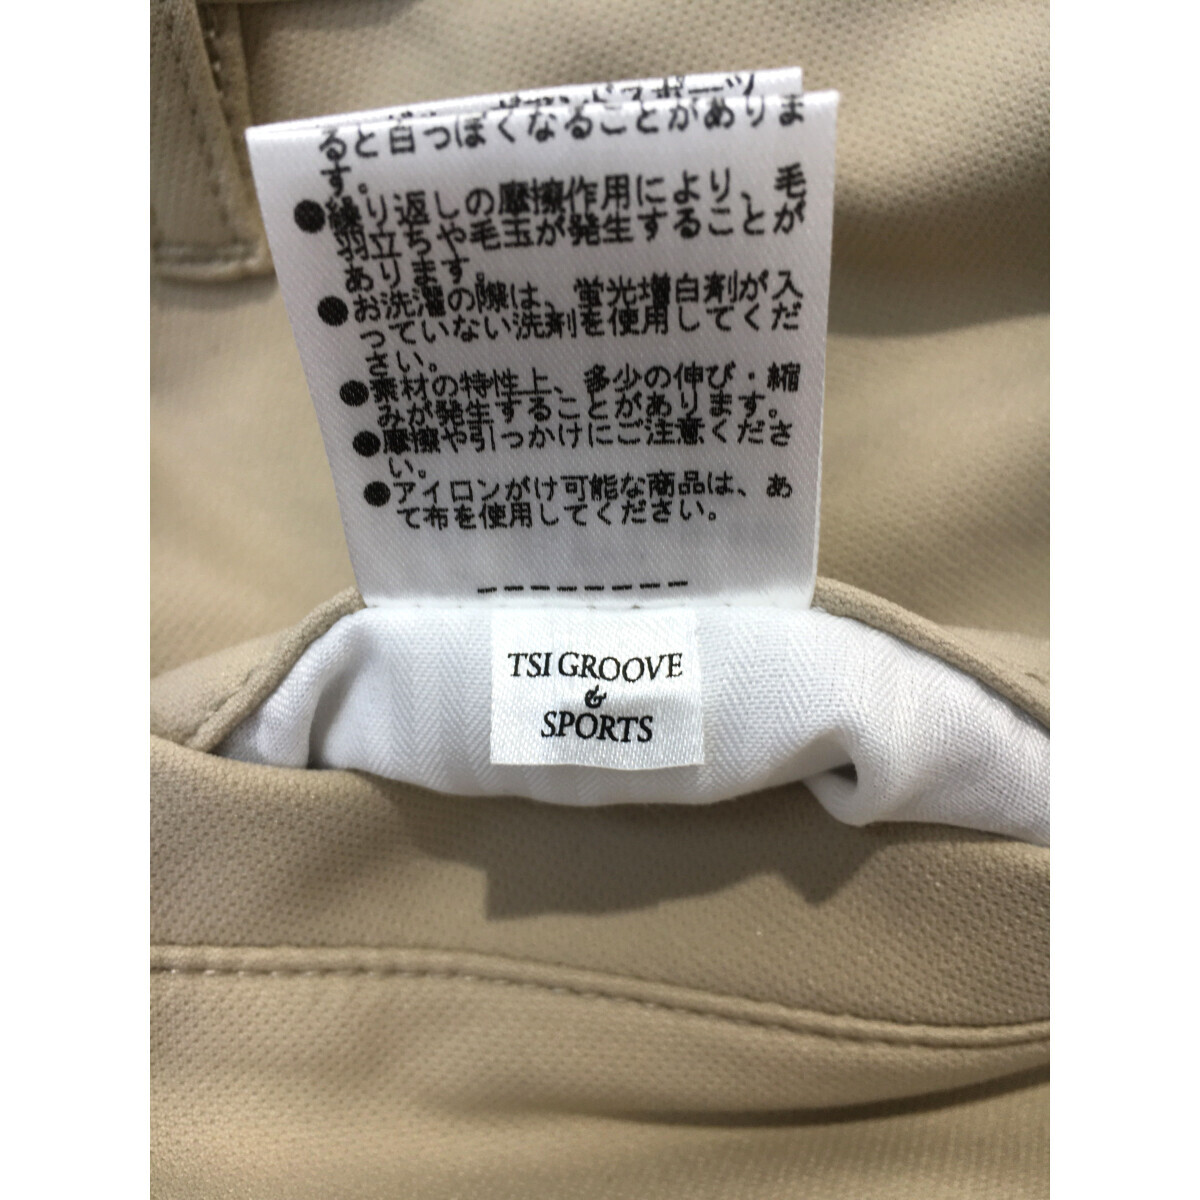 ると白っぽくなることがありま
す。
●繰り返しの摩擦作用により、毛
羽立ちや毛玉が発生することが
あります。
●お洗濯の際は、蛍光増白剤が入
っていない洗剤を使用してくだ
さい。
●素材の特性上、多少の伸び・縮
みが発生することがあります。
●摩擦や引っかけにご注意くださ
い。
●アイロンがけ可能な商品は、あ
て布を使用してください。
--------
TSI GROOVE
&
SPORTS